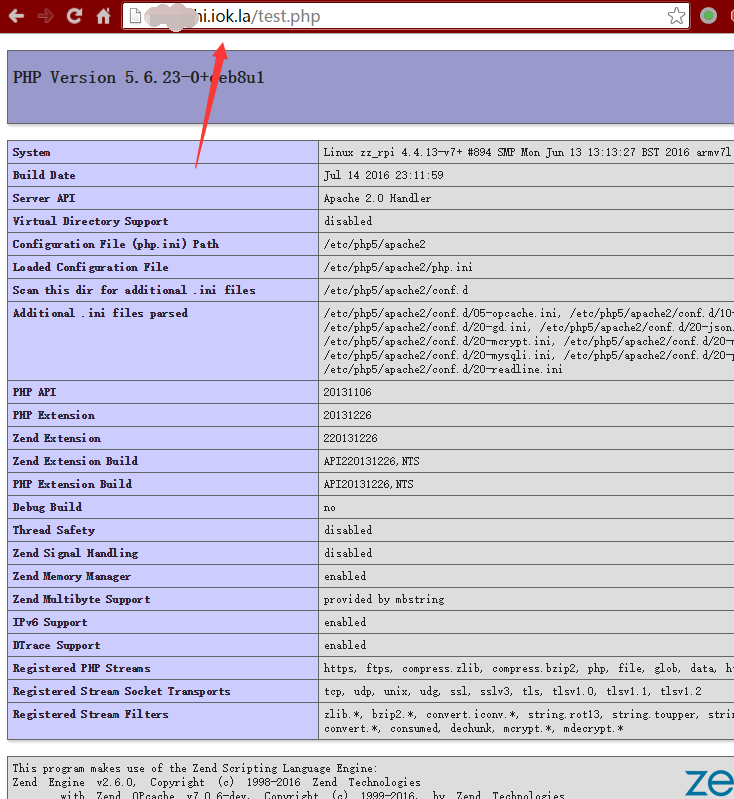 hi.iok.la/test.php
PHP Version 5.6.23-0+deb8u1
System Linux zz_rpi 4.4.13-v7+ #894 SMP Mon Jun 13 13:13:27 BST 2016 armv7l
Build Date Jul 14 2016 23:11:59
Server API Apache 2.0 Handler
Virtual Directory Support disabled
Configuration File (php.ini) Path /etc/php5/apache2
Loaded Configuration File /etc/php5/apache2/php.ini
Scan this dir for additional .ini files /etc/php5/apache2/conf.d
Additional .ini files parsed /etc/php5/apache2/conf.d/05-opcache.ini, /etc/php5/apache2/conf.d/10-
/etc/php5/apache2/conf.d/20-gd.ini, /etc/php5/apache2/conf.d/20-json.
/etc/php5/apache2/conf.d/20-mcrypt.ini, /etc/php5/apache2/conf.d/20-m
/etc/php5/apache2/conf.d/20-mysqli.ini, /etc/php5/apache2/conf.d/20-p
/etc/php5/apache2/conf.d/20-readline.ini
PHP API 20131106
PHP Extension 20131226
Zend Extension 220131226
Zend Extension Build API220131226,NTS
PHP Extension Build API20131226,NTS
Debug Build no
Thread Safety disabled
Zend Signal Handling disabled
Zend Memory Manager enabled
Zend Multibyte Support provided by mbstring
IPv6 Support enabled
DTrace Support enabled
Registered PHP Streams https, ftps, compress.zlib, compress.bzip2, php, file, glob, data, h
Registered Stream Socket Transports tcp, udp, unix, udg, ssl, sslv3, tls, tlsv1.0, tlsv1.1, tlsv1.2
Registered Stream Filters zlib.*, bzip2.*, convert.iconv.*, string.rot13, string.toupper, stri
convert.*, consumed, dechunk, mcrypt.*, mdecrypt.*
This program makes use of the Zend Scripting Language Engine:
Zend Engine v2.6.0, Copyright (c) 1998-2016 Zend Technologies
with Zend OPcache v7.0.6-dev, Copyright (c) 1999-2016, by Zend Technologies
ze